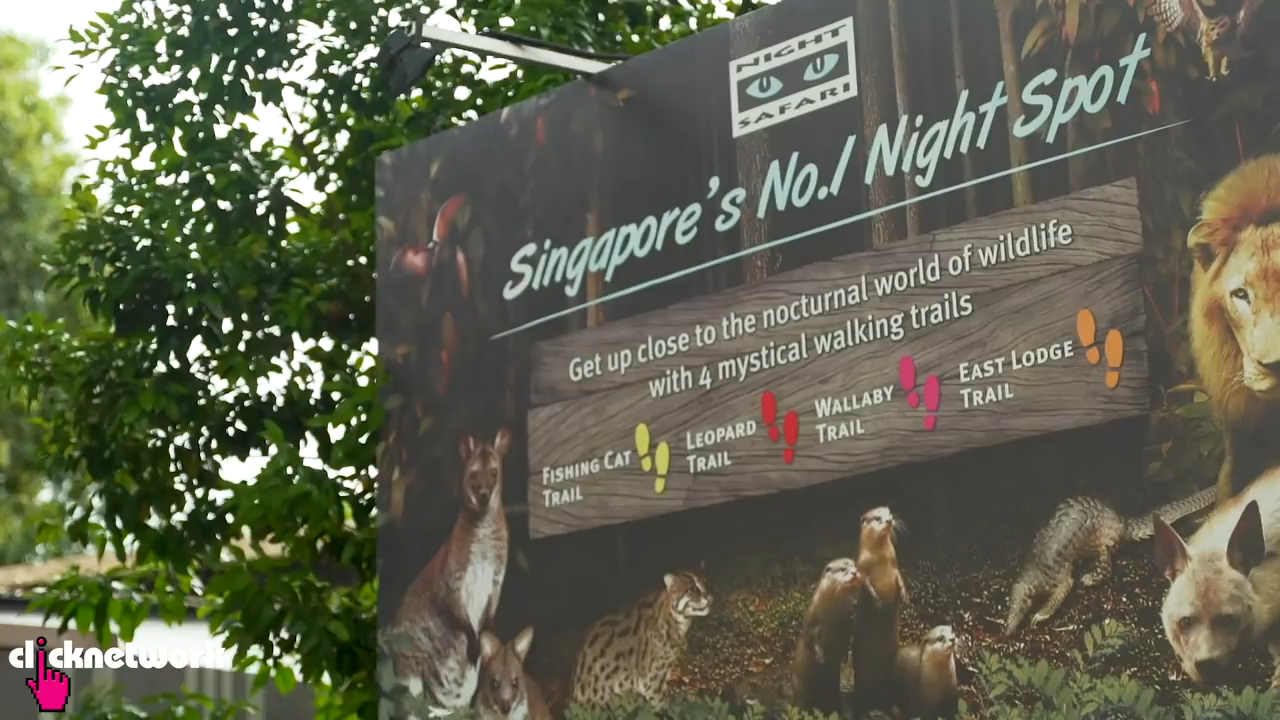 NIGHT
SAFARI
Singapore's No.1 Night Spot
Get up close to the nocturnal world of wildlife
with 4 mystical walking trails
FISHING CAT
TRAIL
LEOPARD
TRAIL
WALLABY
TRAIL
EAST LODGE
TRAIL
clicknetwork